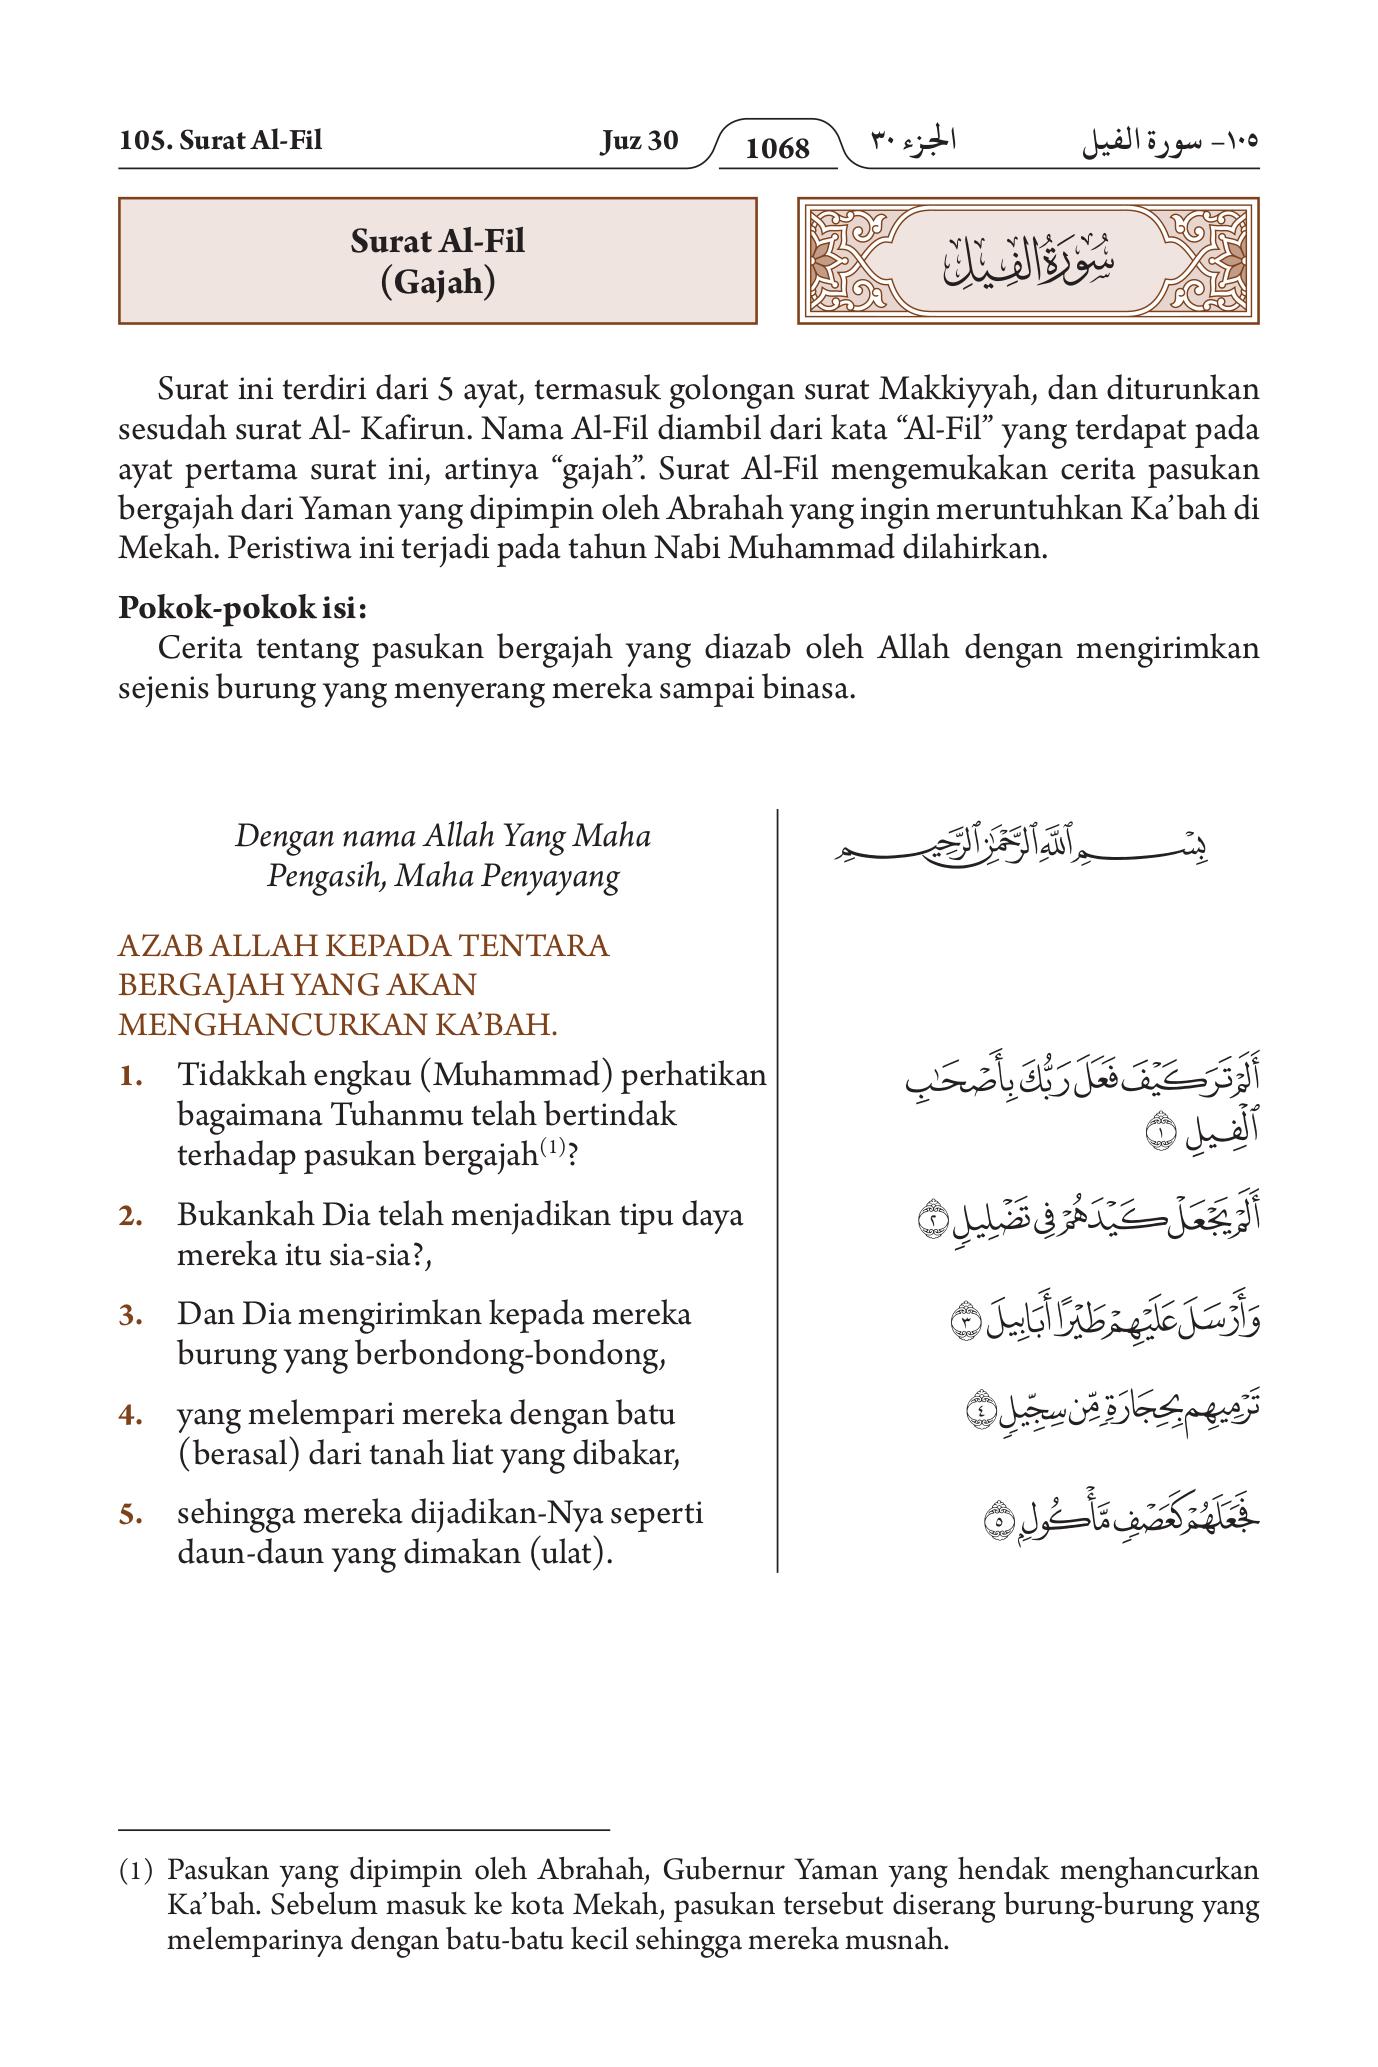 105. Surat Al-Fil
Juz 30
1068
الجزء ٣٠
١٠٥- سورة الفيل
Surat Al-Fil
(Gajah)
سُورَةُ الفِيلِ
Surat ini terdiri dari 5 ayat, termasuk golongan surat Makkiyyah, dan diturunkan
sesudah surat Al- Kafirun. Nama Al-Fil diambil dari kata “Al-Fil” yang terdapat pada
ayat pertama surat ini, artinya “gajah”. Surat Al-Fil mengemukakan cerita pasukan
bergajah dari Yaman yang dipimpin oleh Abrahah yang ingin meruntuhkan Ka’bah di
Mekah. Peristiwa ini terjadi pada tahun Nabi Muhammad dilahirkan.
Pokok-pokok isi:
Cerita tentang pasukan bergajah yang diazab oleh Allah dengan mengirimkan
sejenis burung yang menyerang mereka sampai binasa.
Dengan nama Allah Yang Maha
Pengasih, Maha Penyayang
AZAB ALLAH KEPADA TENTARA
BERGAJAH YANG AKAN
MENGHANCURKAN KA’BAH.
1. Tidakkah engkau (Muhammad) perhatikan
bagaimana Tuhanmu telah bertindak
terhadap pasukan bergajah(1)?
2. Bukankah Dia telah menjadikan tipu daya
mereka itu sia-sia?,
3. Dan Dia mengirimkan kepada mereka
burung yang berbondong-bondong,
4. yang melempari mereka dengan batu
(berasal) dari tanah liat yang dibakar,
5. sehingga mereka dijadikan-Nya seperti
daun-daun yang dimakan (ulat).
بِسْمِ ٱللَّهِ ٱلرَّحْمَٰنِ ٱلرَّحِيمِ
أَلَمْ تَرَ كَيْفَ فَعَلَ رَبُّكَ بِأَصْحَٰبِ
ٱلْفِيلِ ١
أَلَمْ يَجْعَلْ كَيْدَهُمْ فِى تَضْلِيلٍ ٢
وَأَرْسَلَ عَلَيْهِمْ طَيْرًا أَبَابِيلَ ٣
تَرْمِيهِم بِحِجَارَةٍ مِّن سِجِّيلٍ ٤
فَجَعَلَهُمْ كَعَصْفٍ مَّأْكُولٍ ٥
(1) Pasukan yang dipimpin oleh Abrahah, Gubernur Yaman yang hendak menghancurkan
Ka’bah. Sebelum masuk ke kota Mekah, pasukan tersebut diserang burung-burung yang
melemparinya dengan batu-batu kecil sehingga mereka musnah.